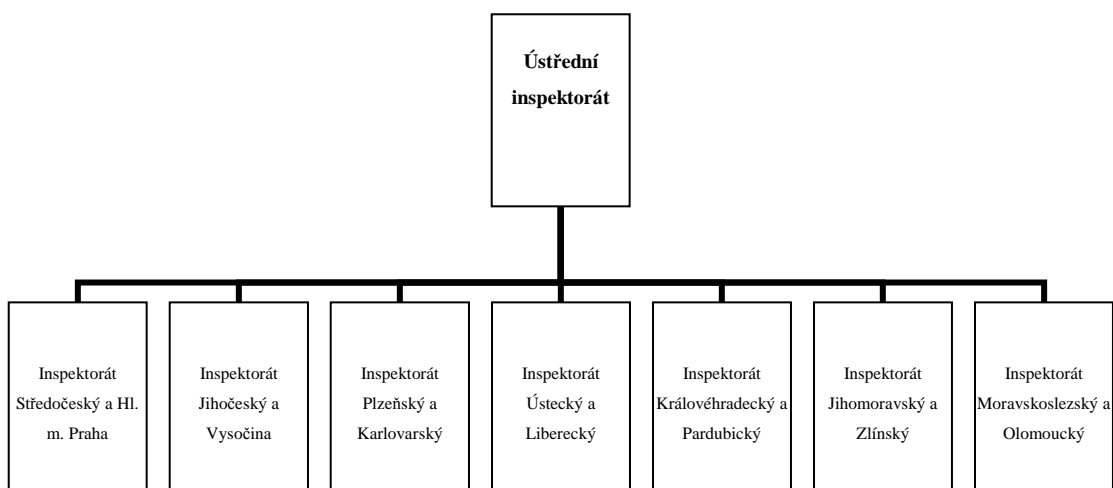 Ústřední
inspektorát
Inspektorát
Středočeský a Hl.
m. Praha
Inspektorát
Jihočeský a
Vysočina
Inspektorát
Plzeňský a
Karlovarský
Inspektorát
Ústecký a
Liberecký
Inspektorát
Královéhradecký a
Pardubický
Inspektorát
Jihomoravský a
Zlínský
Inspektorát
Moravskoslezský a
Olomoucký